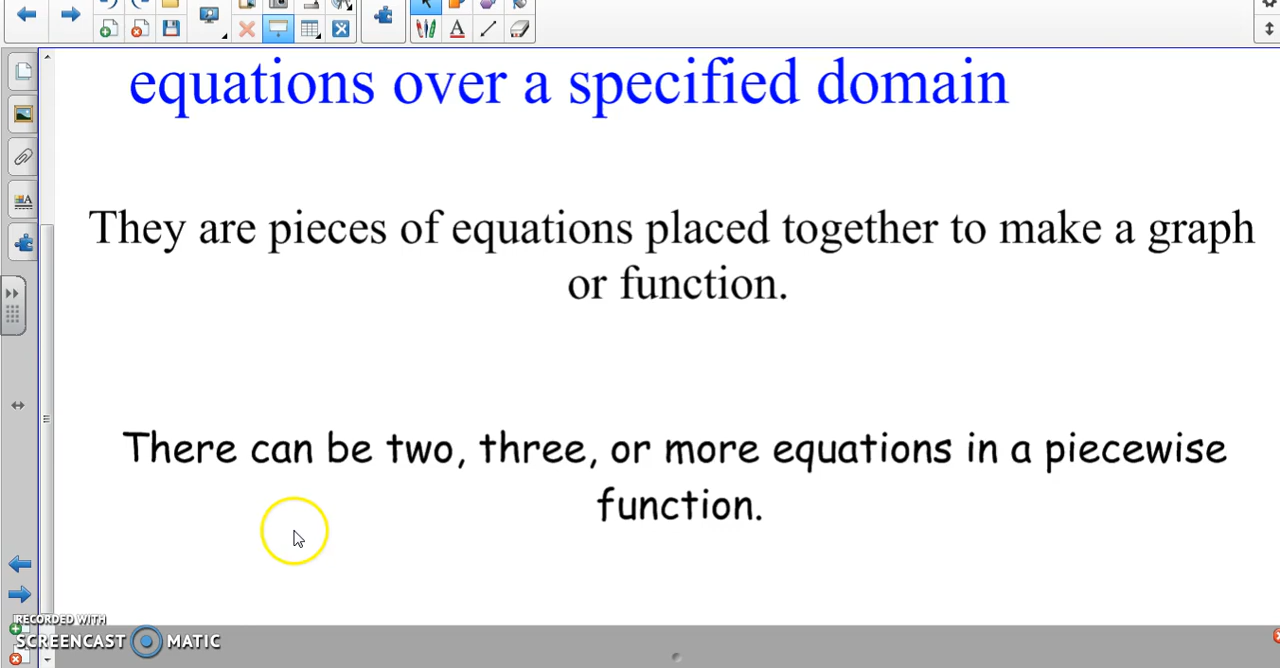 equations over a specified domain
They are pieces of equations placed together to make a graph
or function.
There can be two, three, or more equations in a piecewise
function.
RECORDED WITH
SCREENCAST MATIC